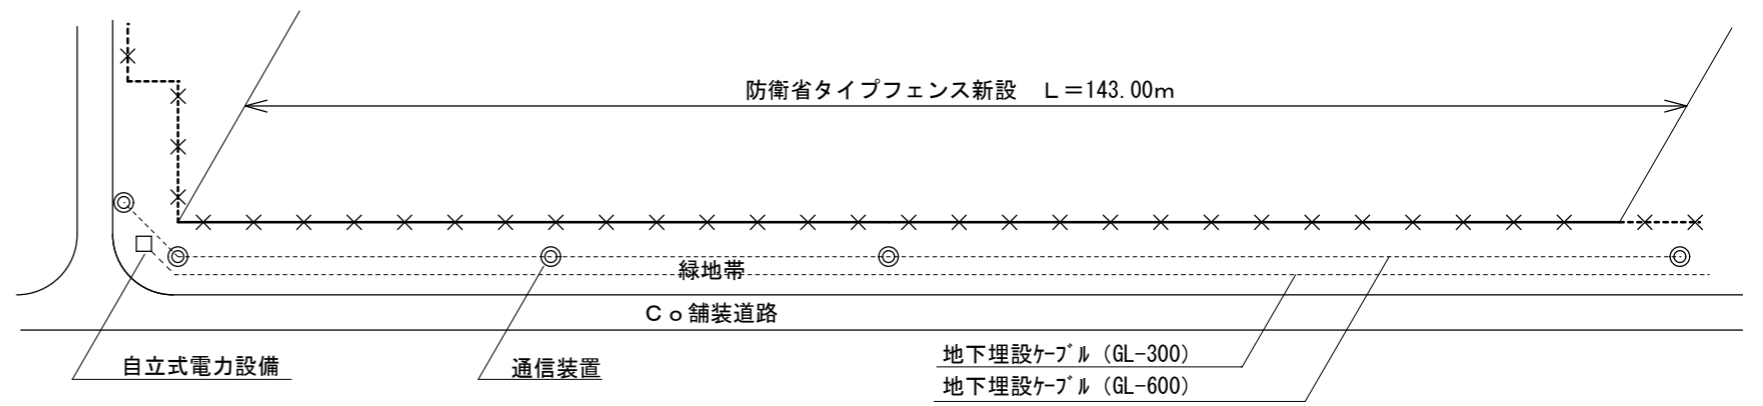 防衛省タイプフェンス新設　Ｌ＝143.00ｍ
緑地帯
Ｃｏ舗装道路
自立式電力設備
通信装置
地下埋設ｹｰﾌﾞﾙ（GL-300）
地下埋設ｹｰﾌﾞﾙ（GL-600）